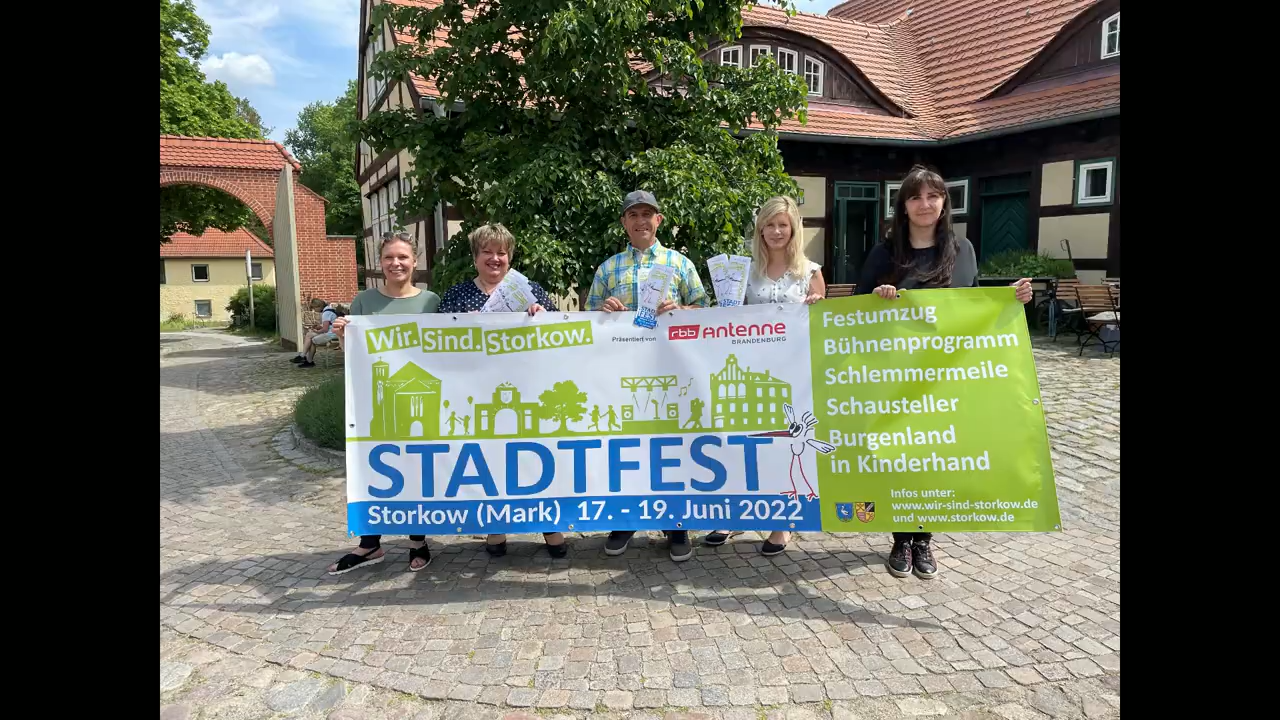 Wir. Sind. Storkow.
Präsentiert von
rbb Antenne
BRANDENBURG
STADTFEST
Storkow (Mark) 17. - 19. Juni 2022
Festumzug
Bühnenprogramm
Schlemmermeile
Schausteller
Burgenland
in Kinderhand
Infos unter:
www.wir-sind-storkow.de
und www.storkow.de